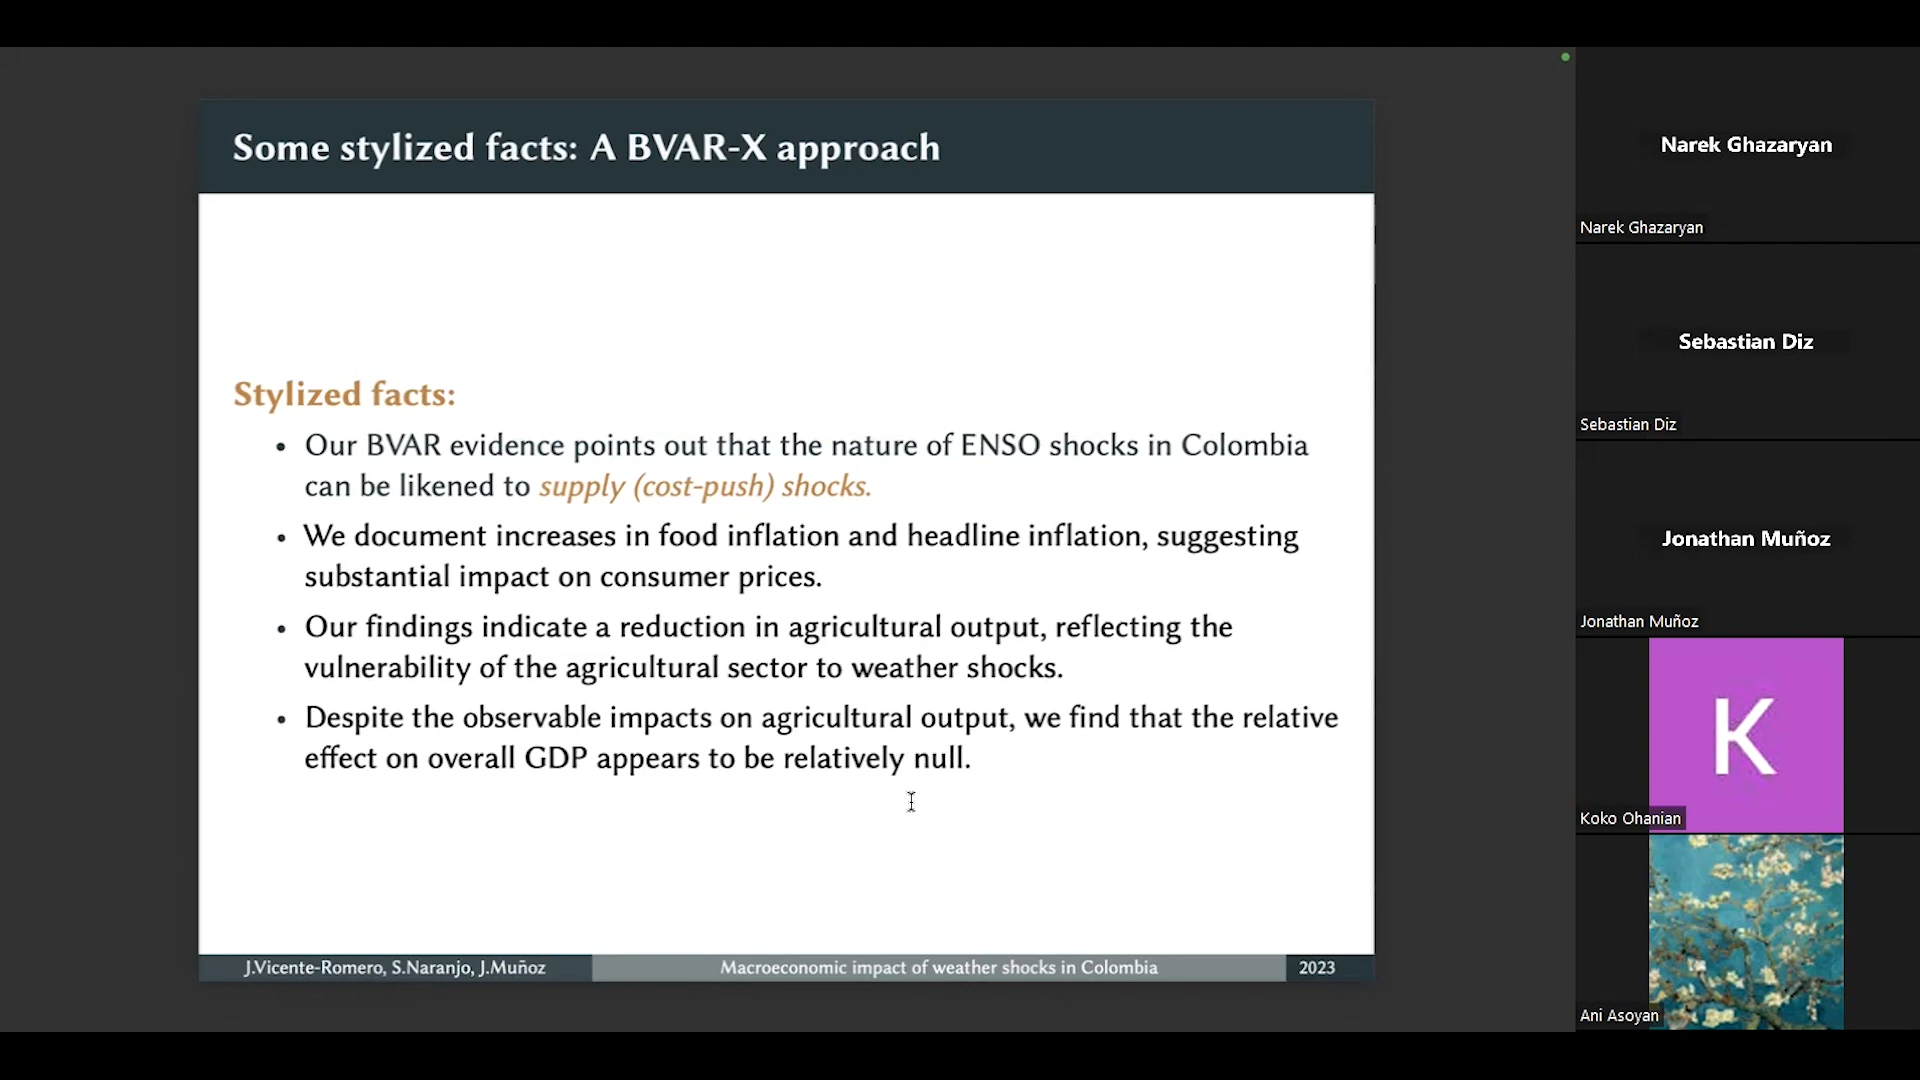 Some stylized facts: A BVAR-X approach
Stylized facts:
• Our BVAR evidence points out that the nature of ENSO shocks in Colombia
can be likened to supply (cost-push) shocks.
• We document increases in food inflation and headline inflation, suggesting
substantial impact on consumer prices.
• Our findings indicate a reduction in agricultural output, reflecting the
vulnerability of the agricultural sector to weather shocks.
• Despite the observable impacts on agricultural output, we find that the relative
effect on overall GDP appears to be relatively null.
J.Vicente-Romero, S.Naranjo, J.Muñoz
Macroeconomic impact of weather shocks in Colombia
2023
Narek Ghazaryan
Narek Ghazaryan
Sebastian Diz
Sebastian Diz
Jonathan Muñoz
Jonathan Muñoz
K
Koko Ohanian
Ani Asoyan